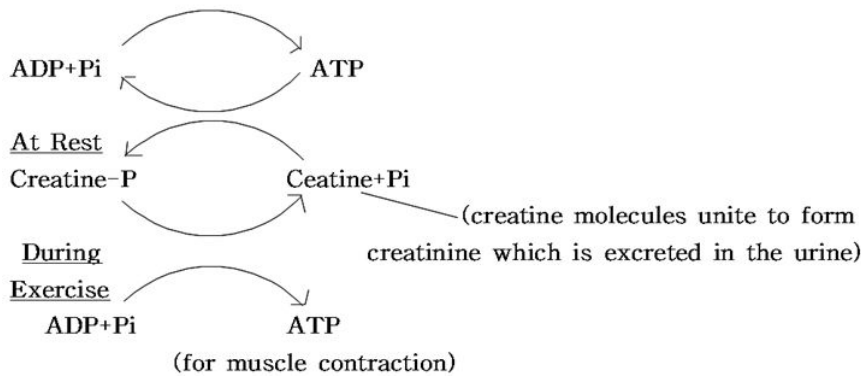 ADP+Pi ATP
At Rest
Creatine-P Ceatine+Pi
(creatine molecules unite to form
During creatinine which is excreted in the urine)
Exercise
ADP+Pi ATP
(for muscle contraction)